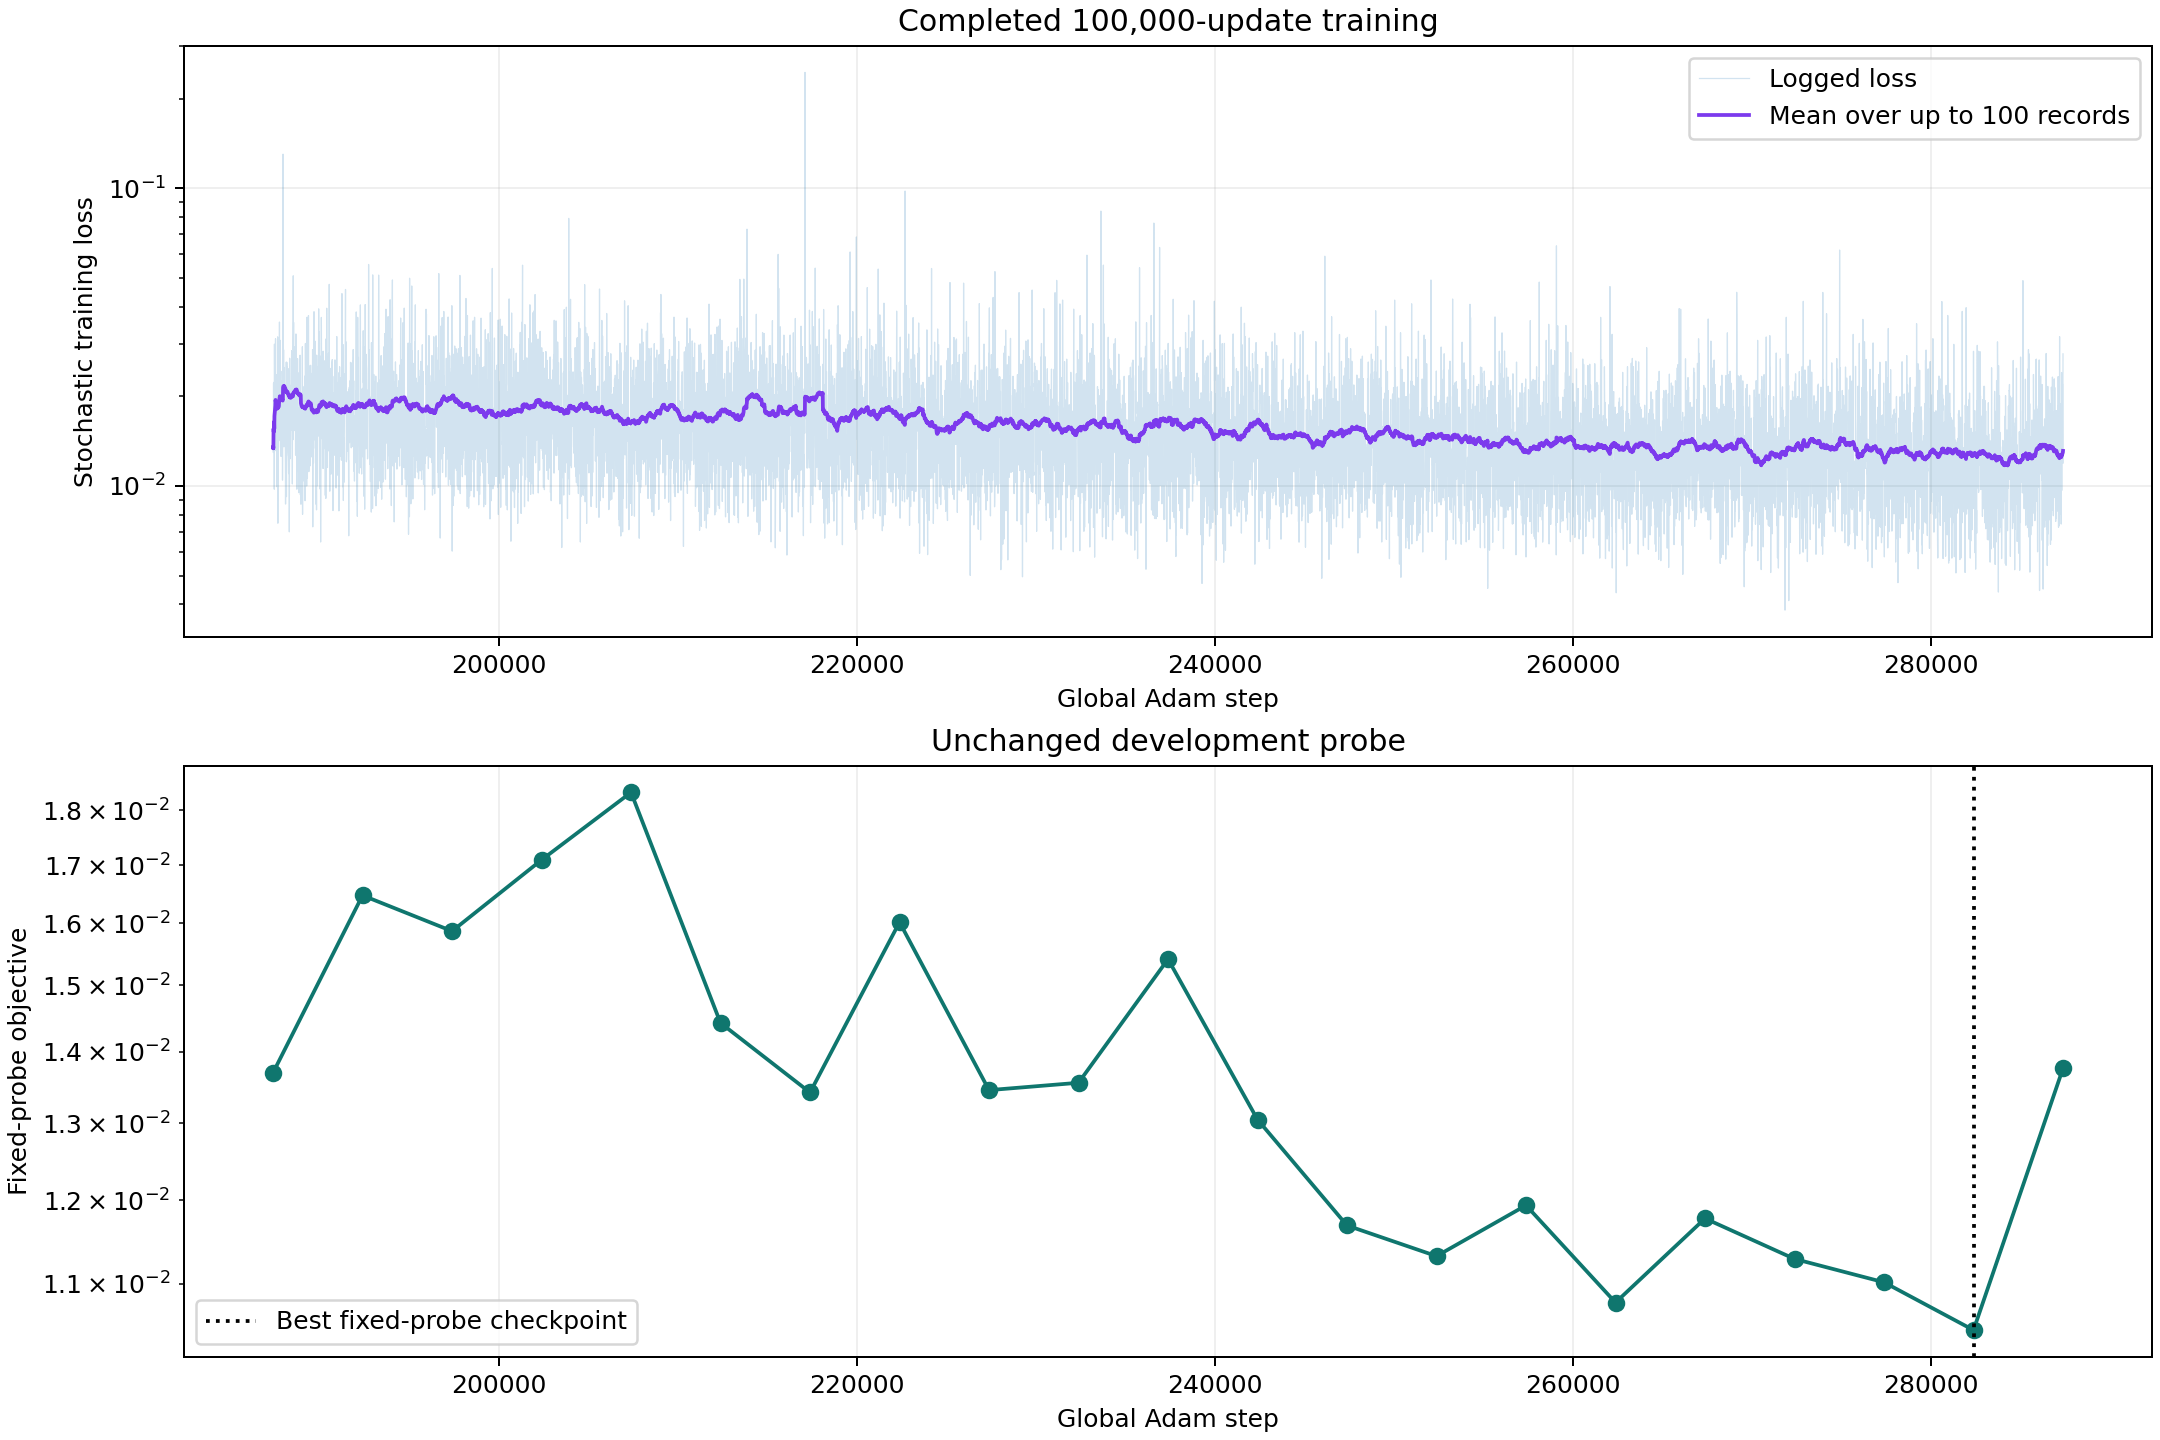 Completed 100,000-update training
Logged loss
Mean over up to 100 records
Stochastic training loss
10⁻¹
10⁻²
200000 220000 240000 260000 280000
Global Adam step
Unchanged development probe
Fixed-probe objective
1.8 × 10⁻²
1.7 × 10⁻²
1.6 × 10⁻²
1.5 × 10⁻²
1.4 × 10⁻²
1.3 × 10⁻²
1.2 × 10⁻²
1.1 × 10⁻²
Best fixed-probe checkpoint
200000 220000 240000 260000 280000
Global Adam step